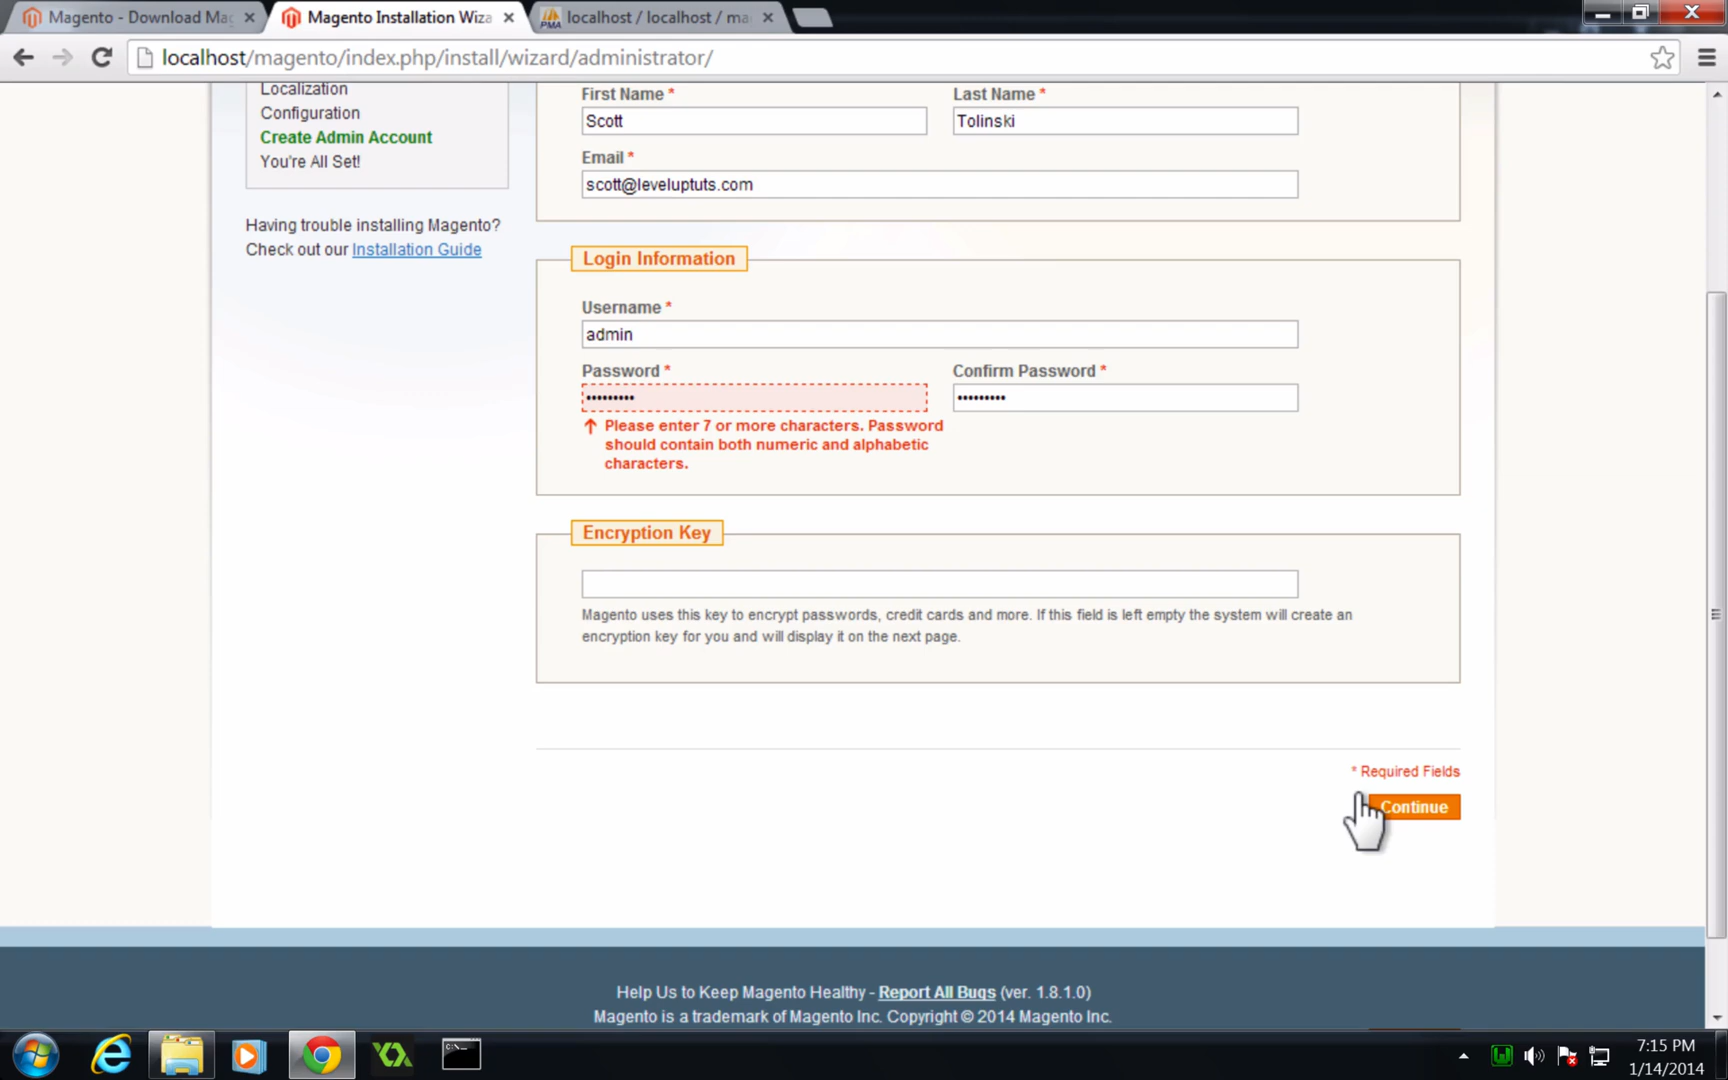 Magento - Download Mag
Magento Installation Wiza
localhost / localhost / ma
localhost/magento/index.php/install/wizard/administrator/
Localization
Configuration
Create Admin Account
You're All Set!
Having trouble installing Magento?
Check out our Installation Guide
First Name *
Last Name *
Scott
Tolinski
Email *
scott@leveluptuts.com
Login Information
Username *
admin
Password *
Confirm Password *
•••••••••
•••••••••
Please enter 7 or more characters. Password
should contain both numeric and alphabetic
characters.
Encryption Key
Magento uses this key to encrypt passwords, credit cards and more. If this field is left empty the system will create an
encryption key for you and will display it on the next page.
* Required Fields
Continue
Help Us to Keep Magento Healthy - Report All Bugs (ver. 1.8.1.0)
Magento is a trademark of Magento Inc. Copyright © 2014 Magento Inc.
7:15 PM
1/14/2014